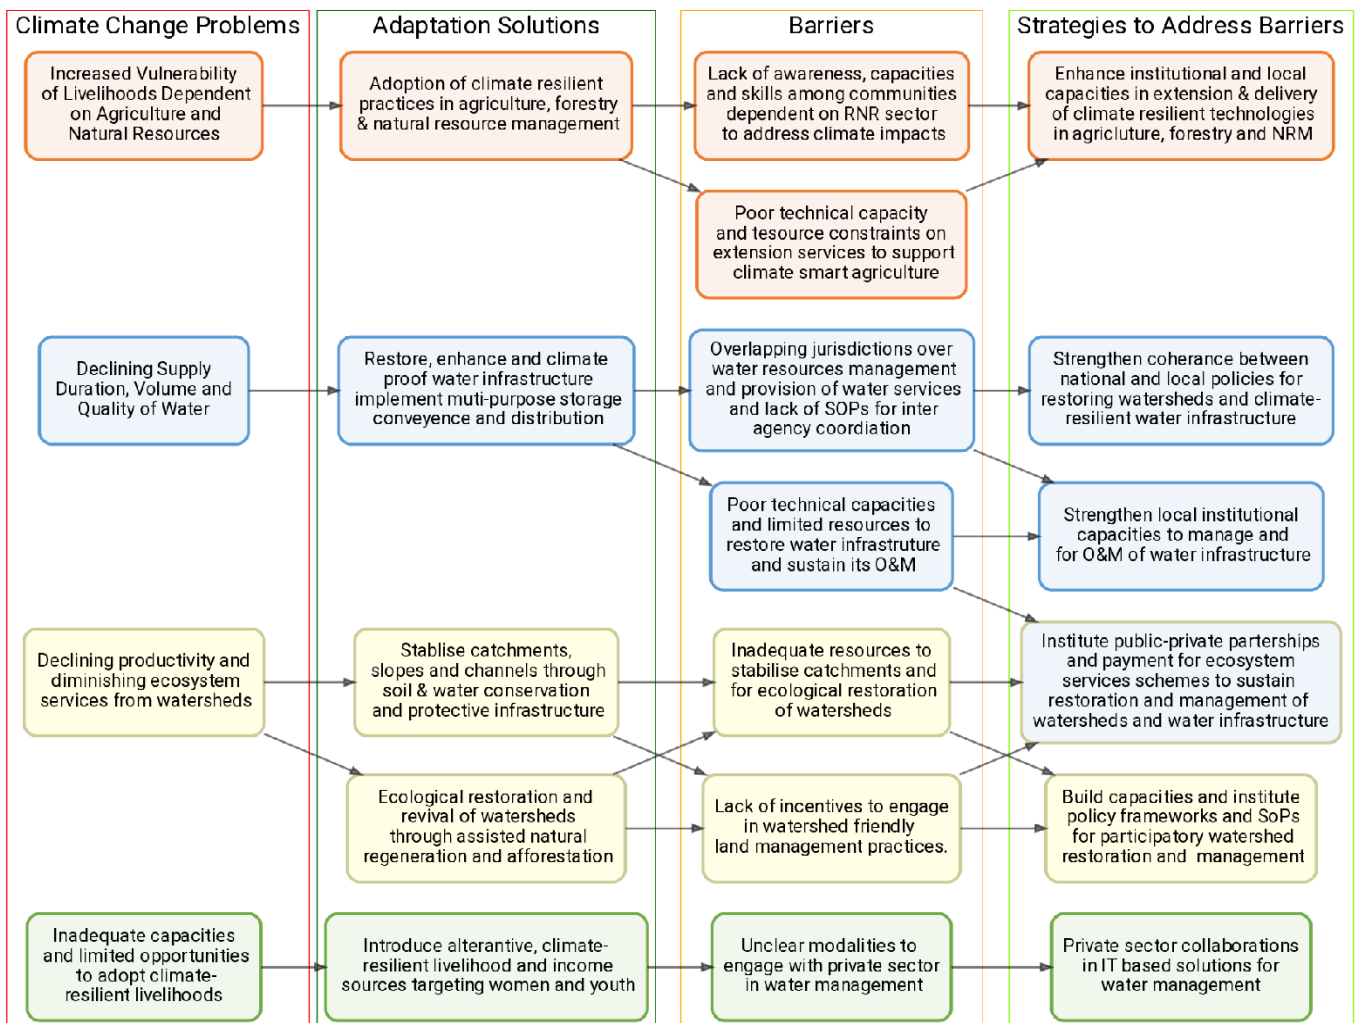 Climate Change Problems
Adaptation Solutions
Barriers
Strategies to Address Barriers
Increased Vulnerability
of Livelihoods Dependent
on Agriculture and
Natural Resources
Adoption of climate resilient
practices in agriculture, forestry
& natural resource management
Lack of awareness, capacities
and skills among communities
dependent on RNR sector
to address climate impacts
Enhance institutional and local
capacities in extension & delivery
of climate resilient technologies
in agricluture, forestry and NRM
Poor technical capacity
and tesource constraints on
extension services to support
climate smart agriculture
Declining Supply
Duration, Volume and
Quality of Water
Restore, enhance and climate
proof water infrastructure
implement muti-purpose storage
conveyence and distribution
Overlapping jurisdictions over
water resources management
and provision of water services
and lack of SOPs for inter
agency coordiation
Strengthen coherance between
national and local policies for
restoring watersheds and climate-
resilient water infrastructure
Poor technical capacities
and limited resources to
restore water infrastruture
and sustain its O&M
Strengthen local institutional
capacities to manage and
for O&M of water infrastructure
Declining productivity and
diminishing ecosystem
services from watersheds
Stablise catchments,
slopes and channels through
soil & water conservation
and protective infrastructure
Inadequate resources to
stabilise catchments and
for ecological restoration
of watersheds
Institute public-private parterships
and payment for ecosystem
services schemes to sustain
restoration and management of
watersheds and water infrastructure
Ecological restoration and
revival of watersheds
through assisted natural
regeneration and afforestation
Lack of incentives to engage
in watershed friendly
land management practices.
Build capacities and institute
policy frameworks and SoPs
for participatory watershed
restoration and management
Inadequate capacities
and limited opportunities
to adopt climate-
resilient livelihoods
Introduce alterantive, climate-
resilient livelihood and income
sources targeting women and youth
Unclear modalities to
engage with private sector
in water management
Private sector collaborations
in IT based solutions for
water management